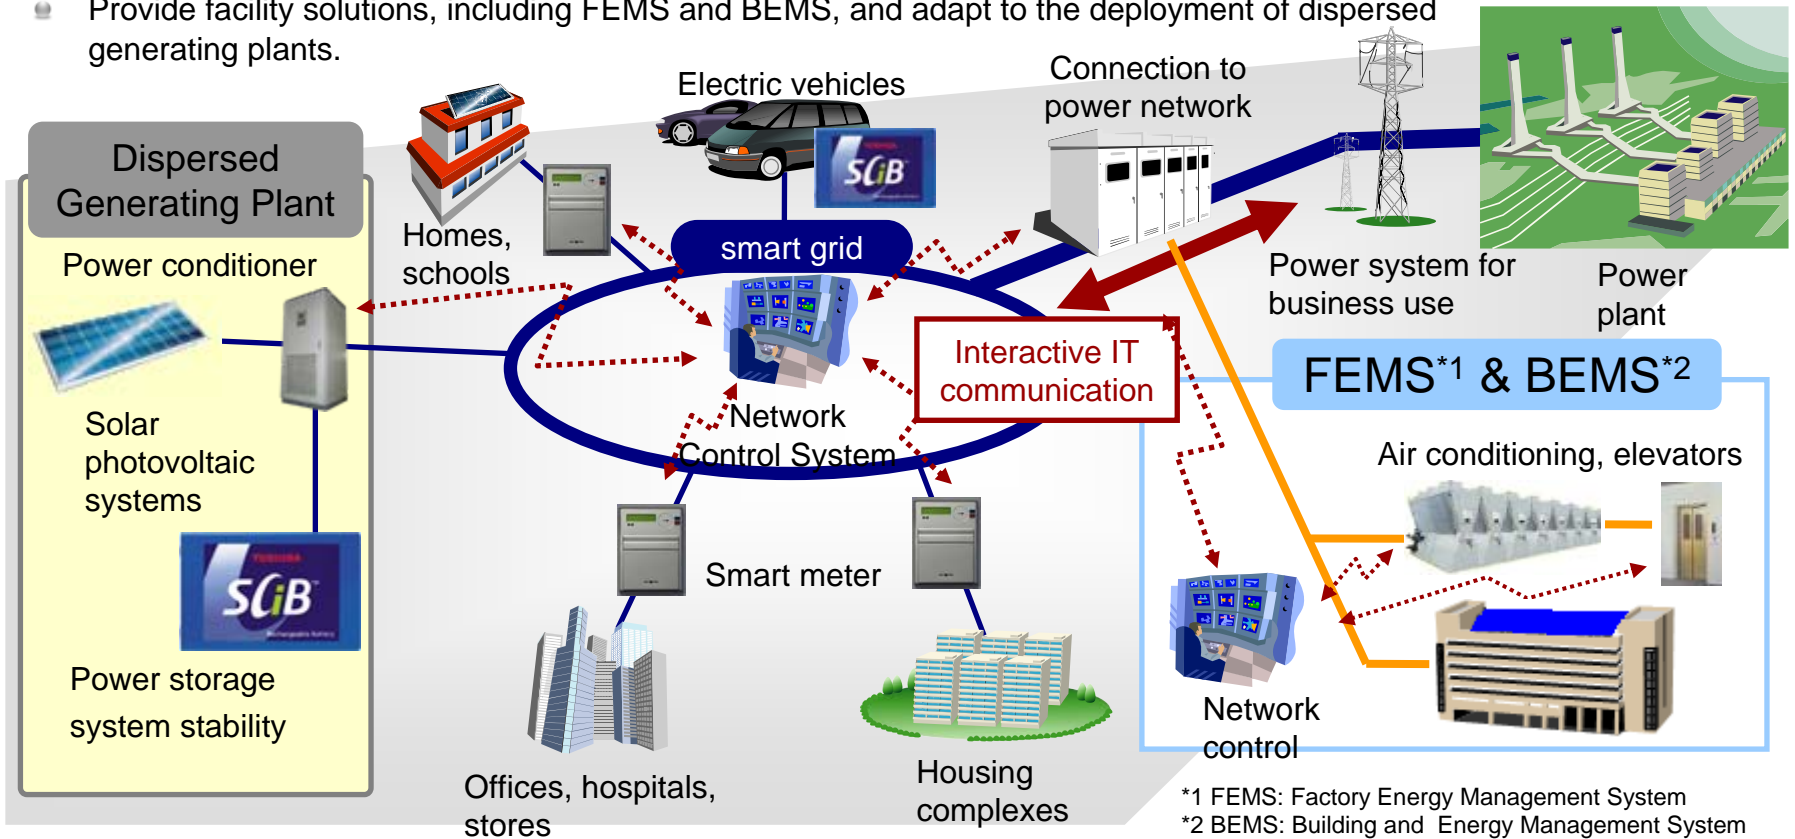 Provide facility solutions, including FEMS and BEMS, and adapt to the deployment of dispersed
generating plants.
Electric vehicles
Connection to
power network
Dispersed
Generating Plant
SCiB
Homes,
schools
smart grid
Power conditioner
Power system for
business use
Power
plant
Interactive IT
communication
FEMS*1 & BEMS*2
Solar
photovoltaic
systems
Network
Control System
Air conditioning, elevators
TOSHIBA
SCiB
Rechargeable Battery
Smart meter
Power storage
system stability
Network
control
Offices, hospitals,
stores
Housing
complexes
*1 FEMS: Factory Energy Management System
*2 BEMS: Building and  Energy Management System